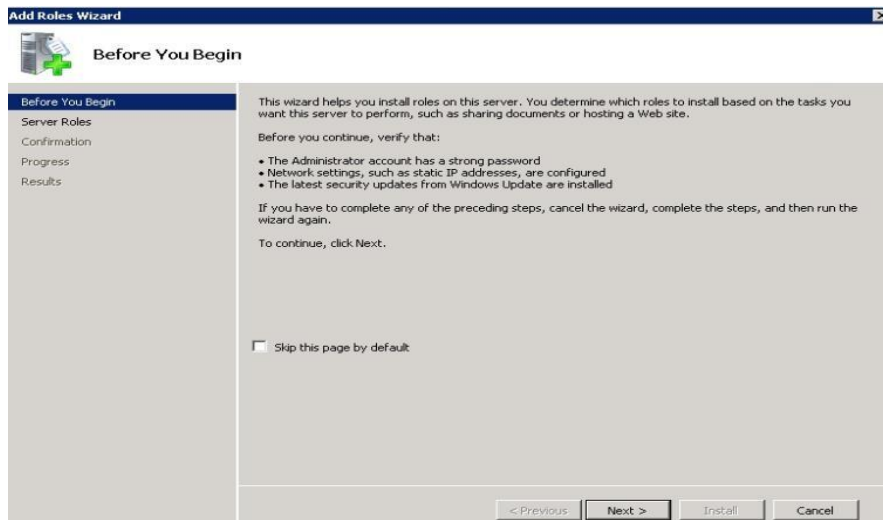 Add Roles Wizard
Before You Begin
Before You Begin
Server Roles
Confirmation
Progress
Results
This wizard helps you install roles on this server. You determine which roles to install based on the tasks you
want this server to perform, such as sharing documents or hosting a Web site.
Before you continue, verify that:
• The Administrator account has a strong password
• Network settings, such as static IP addresses, are configured
• The latest security updates from Windows Update are installed
If you have to complete any of the preceding steps, cancel the wizard, complete the steps, and then run the
wizard again.
To continue, click Next.
Skip this page by default
< Previous
Next >
Install
Cancel